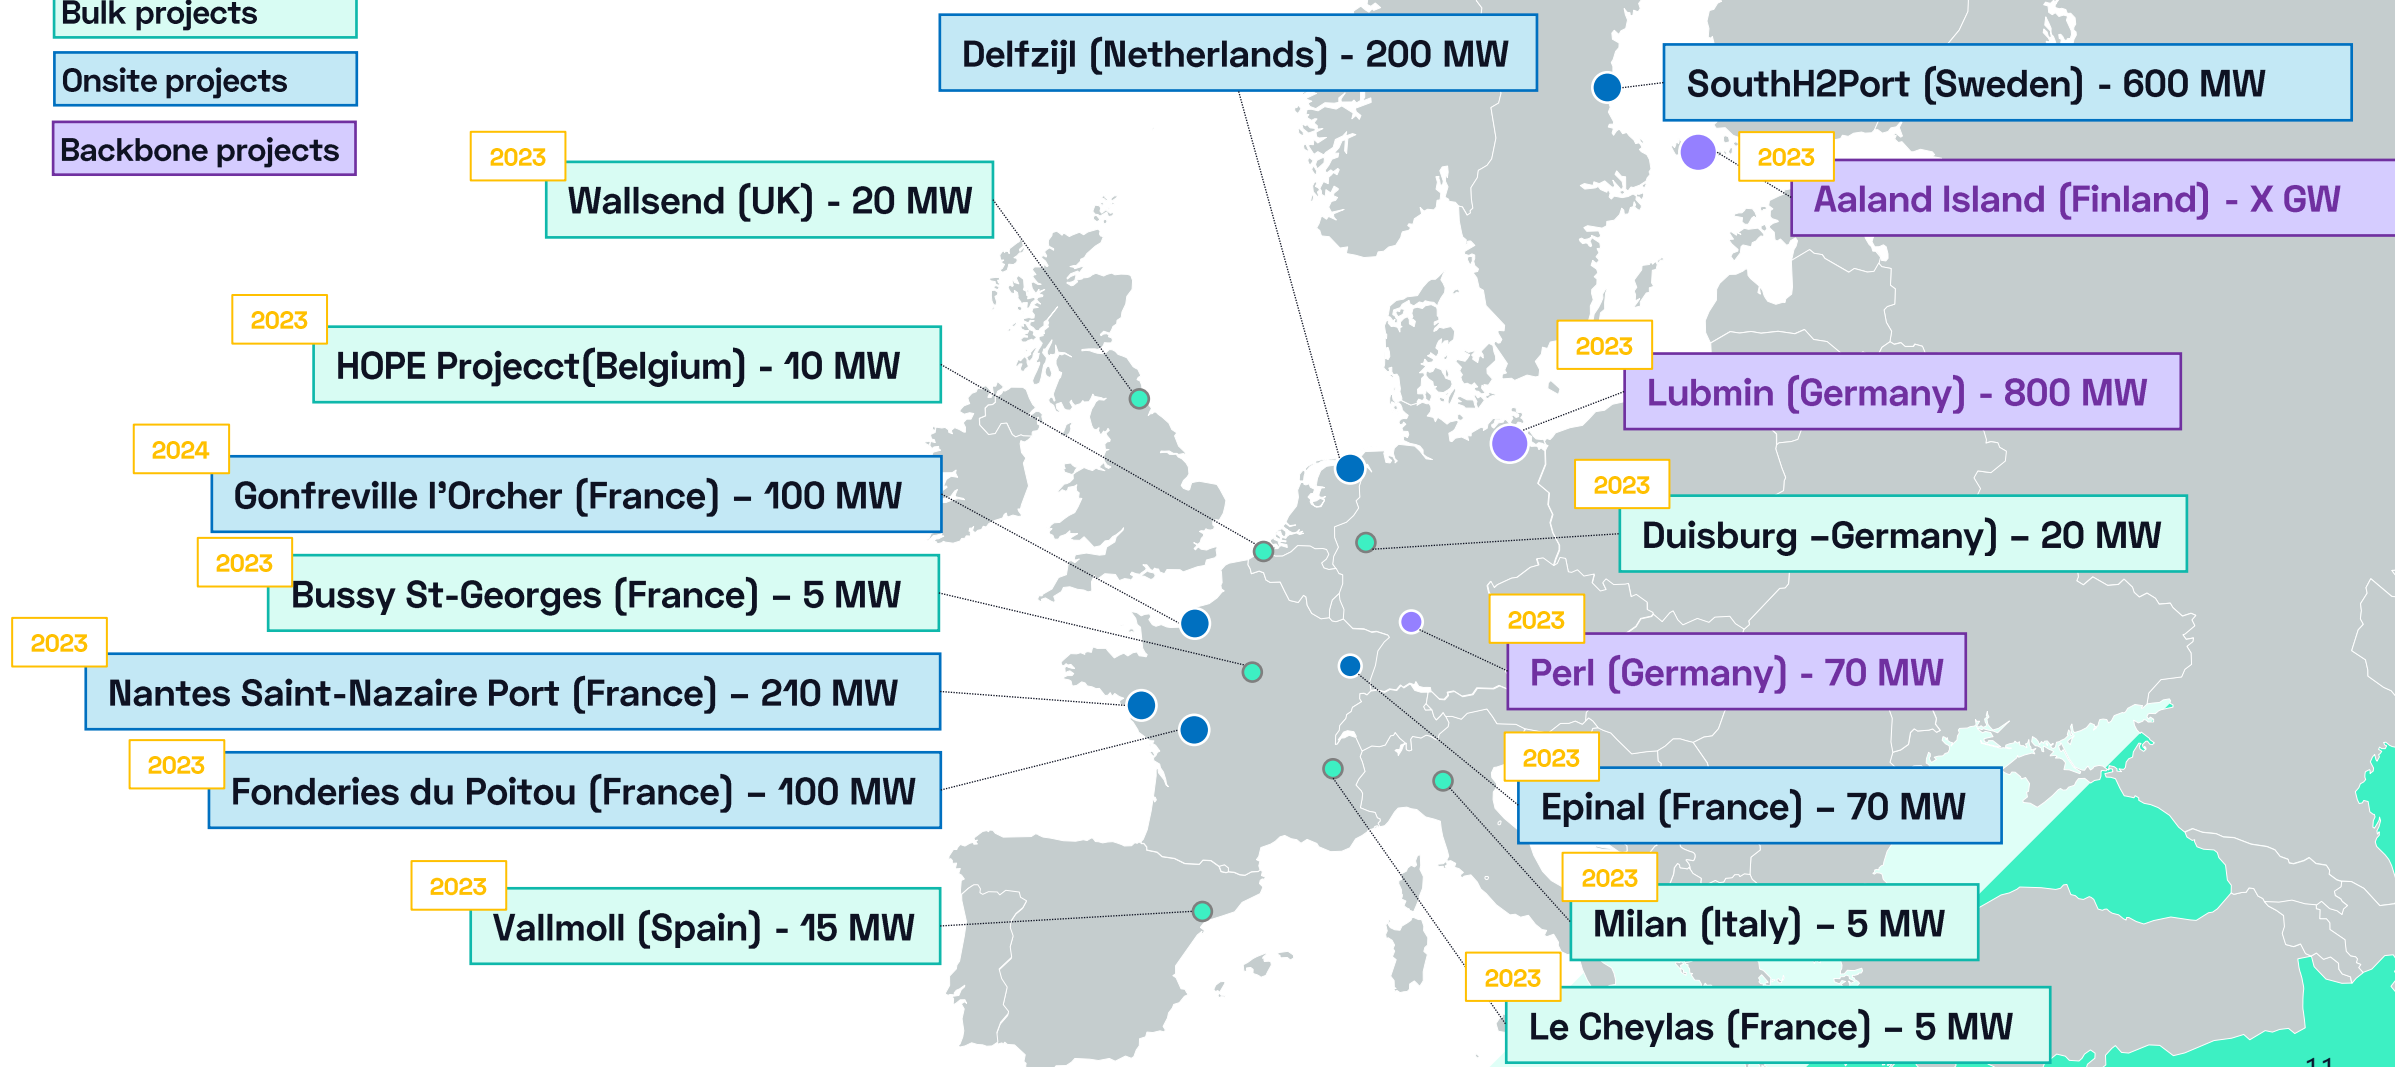 Bulk projects
Onsite projects
Backbone projects
Delfzijl (Netherlands) - 200 MW
SouthH2Port (Sweden) - 600 MW
2023
Wallsend (UK) - 20 MW
2023
Aaland Island (Finland) - X GW
2023
HOPE Projecct(Belgium) - 10 MW
2023
Lubmin (Germany) - 800 MW
2024
Gonfreville l’Orcher (France) – 100 MW
2023
Duisburg –Germany) – 20 MW
2023
Bussy St-Georges (France) – 5 MW
2023
Nantes Saint-Nazaire Port (France) – 210 MW
2023
Perl (Germany) - 70 MW
2023
Fonderies du Poitou (France) – 100 MW
2023
Epinal (France) – 70 MW
2023
Vallmoll (Spain) - 15 MW
2023
Milan (Italy) – 5 MW
2023
Le Cheylas (France) – 5 MW
11